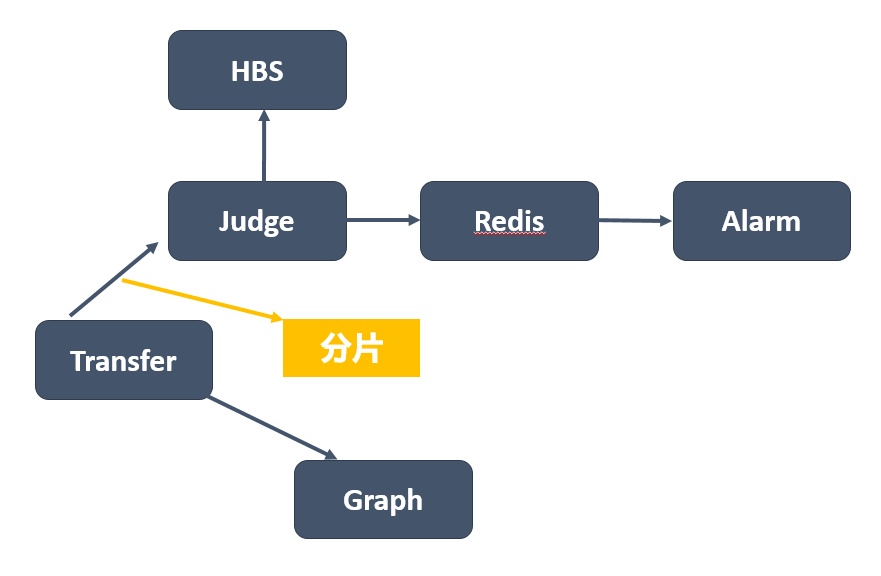 HBS
Judge
Redis
Alarm
分片
Transfer
Graph